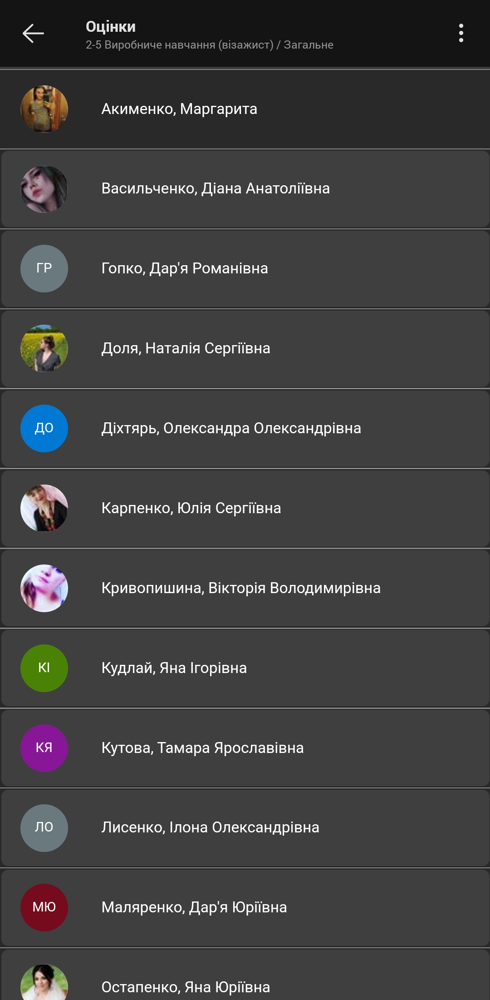 Оцінки
2-5 Виробниче навчання (візажист) / Загальне
Акименко, Маргарита
Васильченко, Діана Анатоліївна
ГР
Гопко, Дар'я Романівна
Доля, Наталія Сергіївна
ДО
Діхтярь, Олександра Олександрівна
Карпенко, Юлія Сергіївна
Кривопишина, Вікторія Володимирівна
КІ
Кудлай, Яна Ігорівна
КЯ
Кутова, Тамара Ярославівна
ЛО
Лисенко, Ілона Олександрівна
МЮ
Маляренко, Дар'я Юріївна
Остапенко, Яна Юріївна